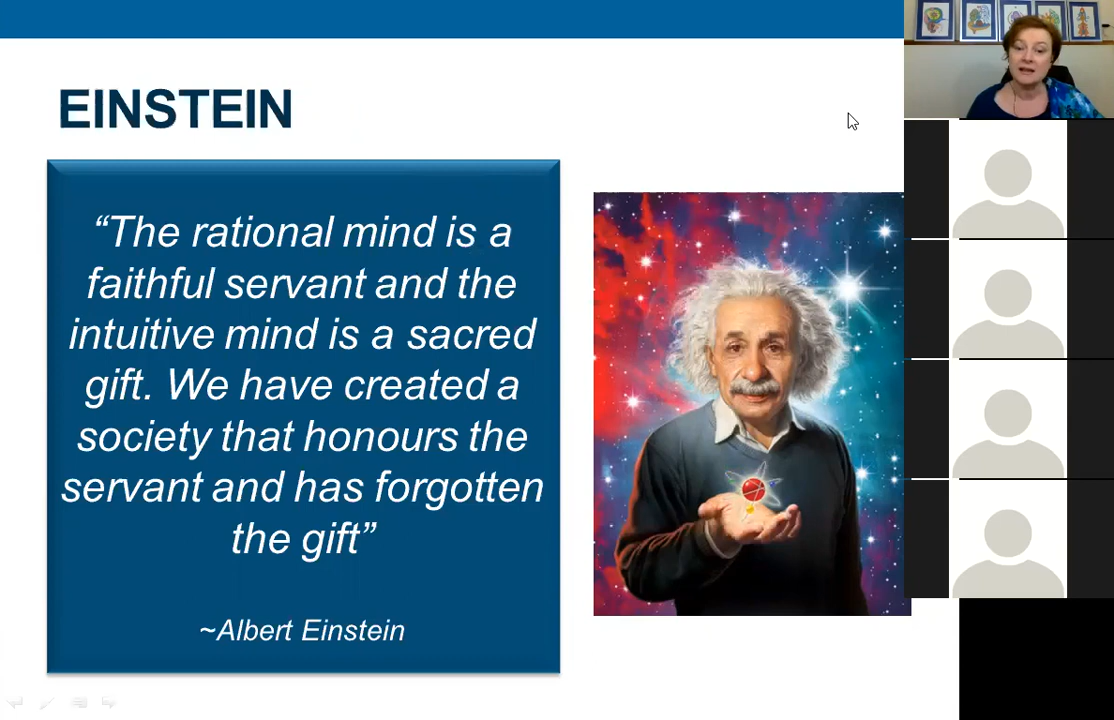 EINSTEIN
“The rational mind is a
faithful servant and the
intuitive mind is a sacred
gift. We have created a
society that honours the
servant and has forgotten
the gift”
~Albert Einstein